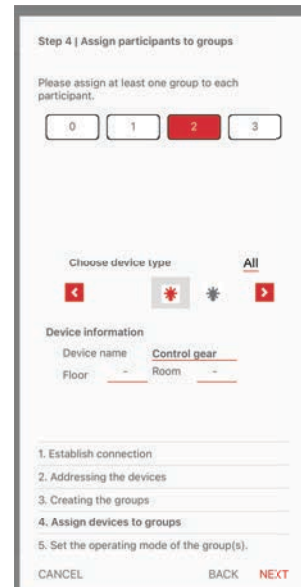 Step 4 | Assign participants to groups
Please assign at least one group to each
participant.
0 1 2 3
Choose device type All
Device information
Device name Control gear
Floor - Room -
1. Establish connection
2. Addressing the devices
3. Creating the groups
4. Assign devices to groups
5. Set the operating mode of the group(s).
CANCEL BACK NEXT